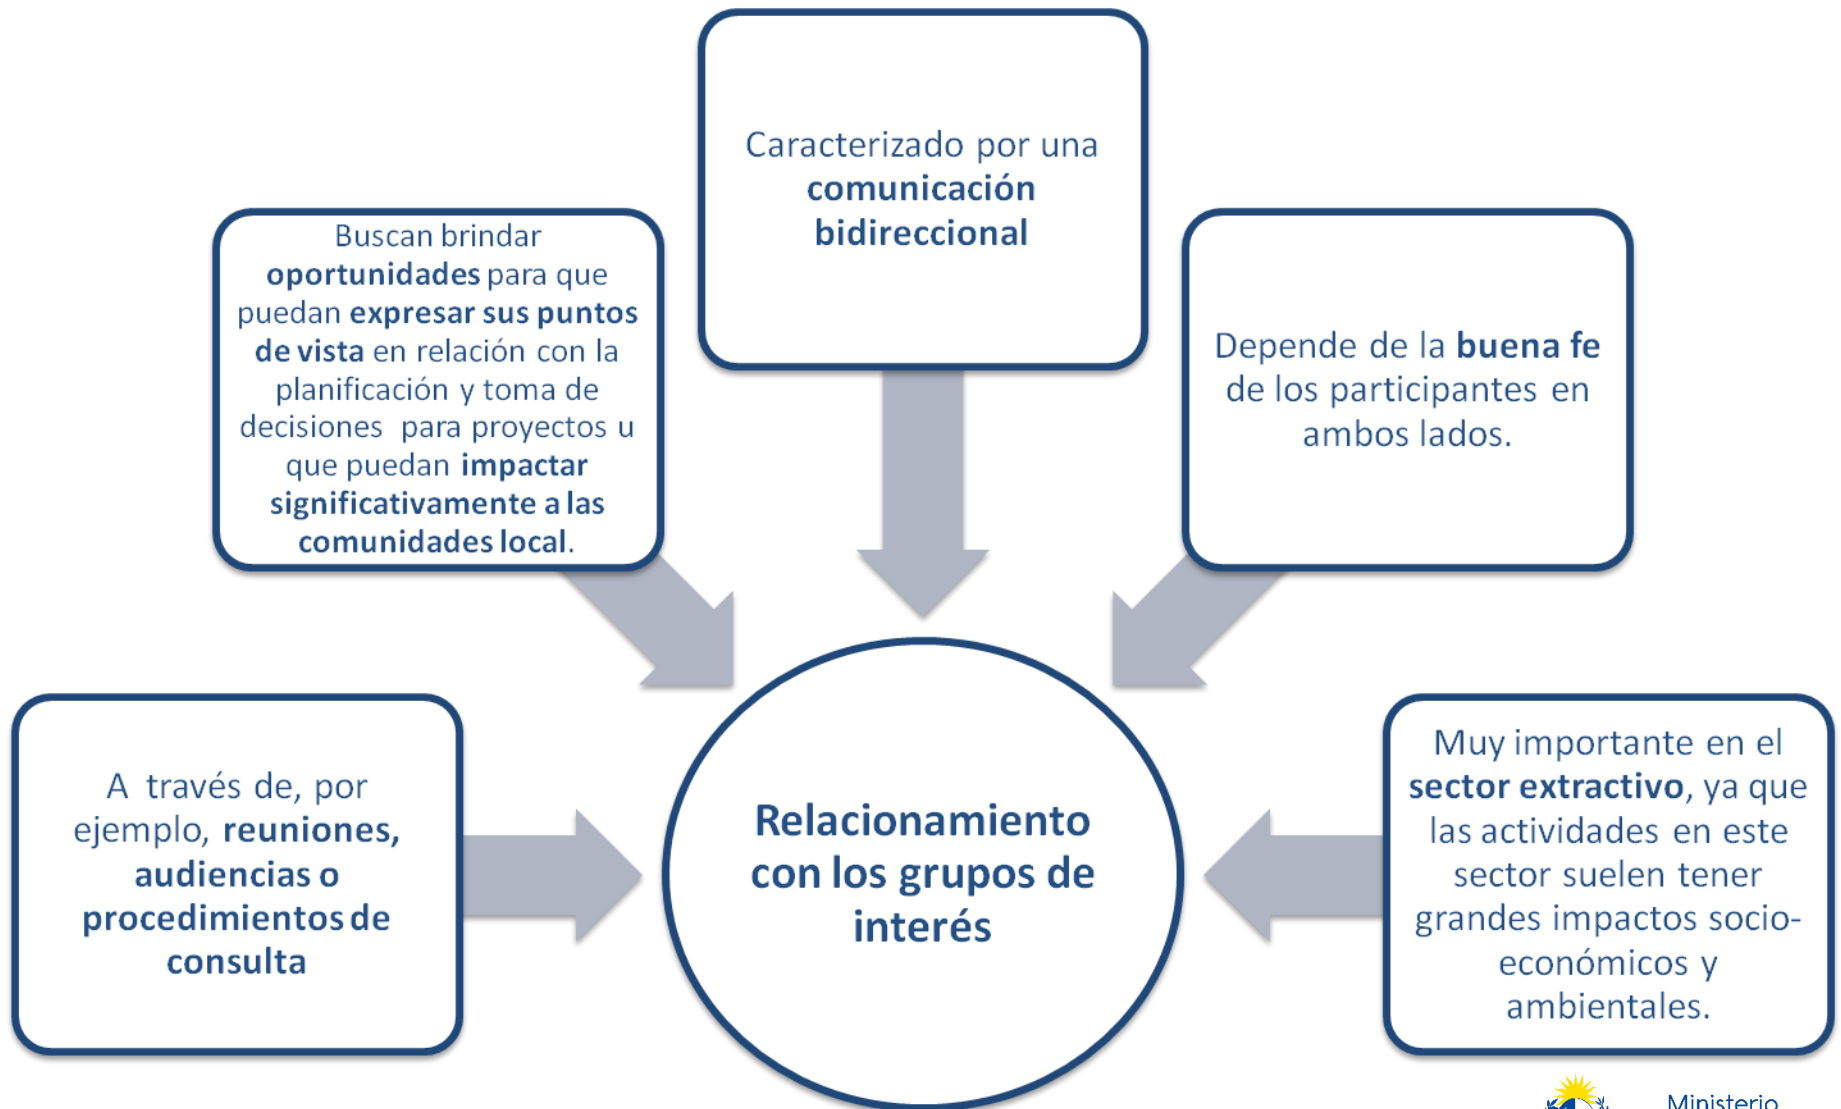 Caracterizado por una
comunicación
bidireccional
Buscan brindar
oportunidades para que
puedan expresar sus puntos
de vista en relación con la
planificación y toma de
decisiones para proyectos u
que puedan impactar
significativamente a las
comunidades local.
Depende de la buena fe
de los participantes en
ambos lados.
A través de, por
ejemplo, reuniones,
audiencias o
procedimientos de
consulta
Relacionamiento
con los grupos de
interés
Muy importante en el
sector extractivo, ya que
las actividades en este
sector suelen tener
grandes impactos socio-
económicos y
ambientales.
Ministerio